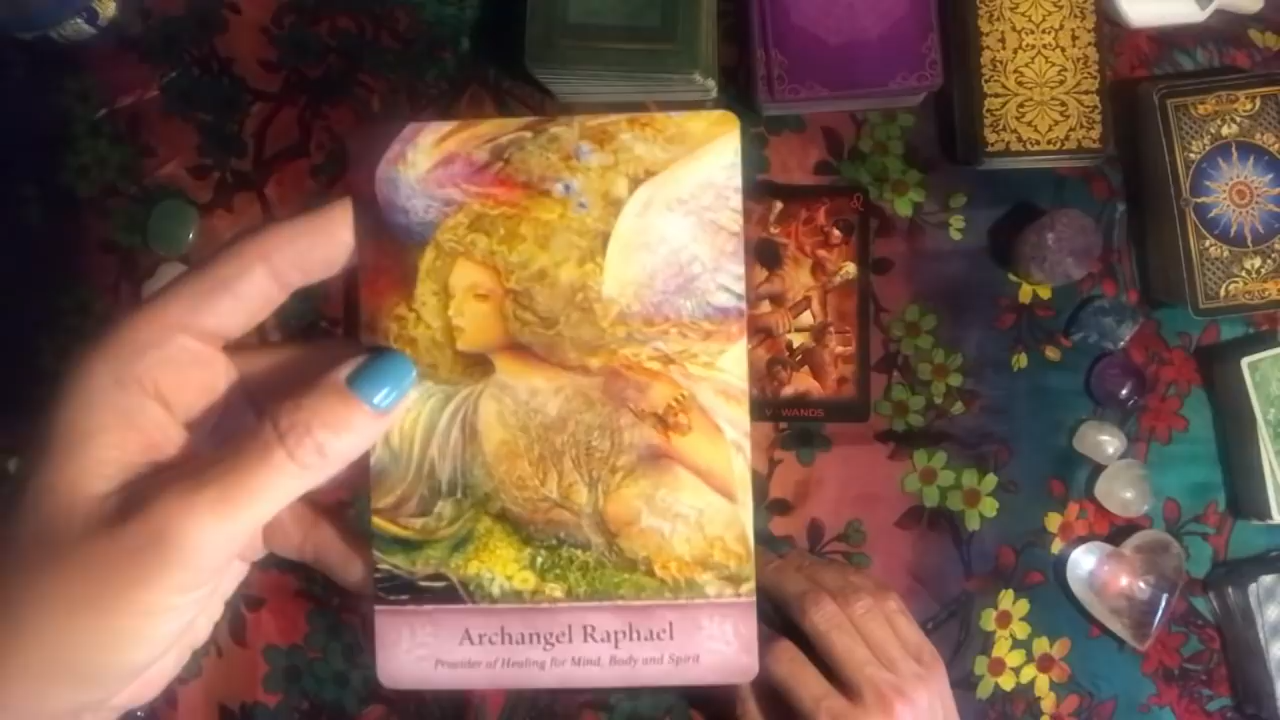 V WANDS
Archangel Raphael
Provider of Healing for Mind, Body and Spirit